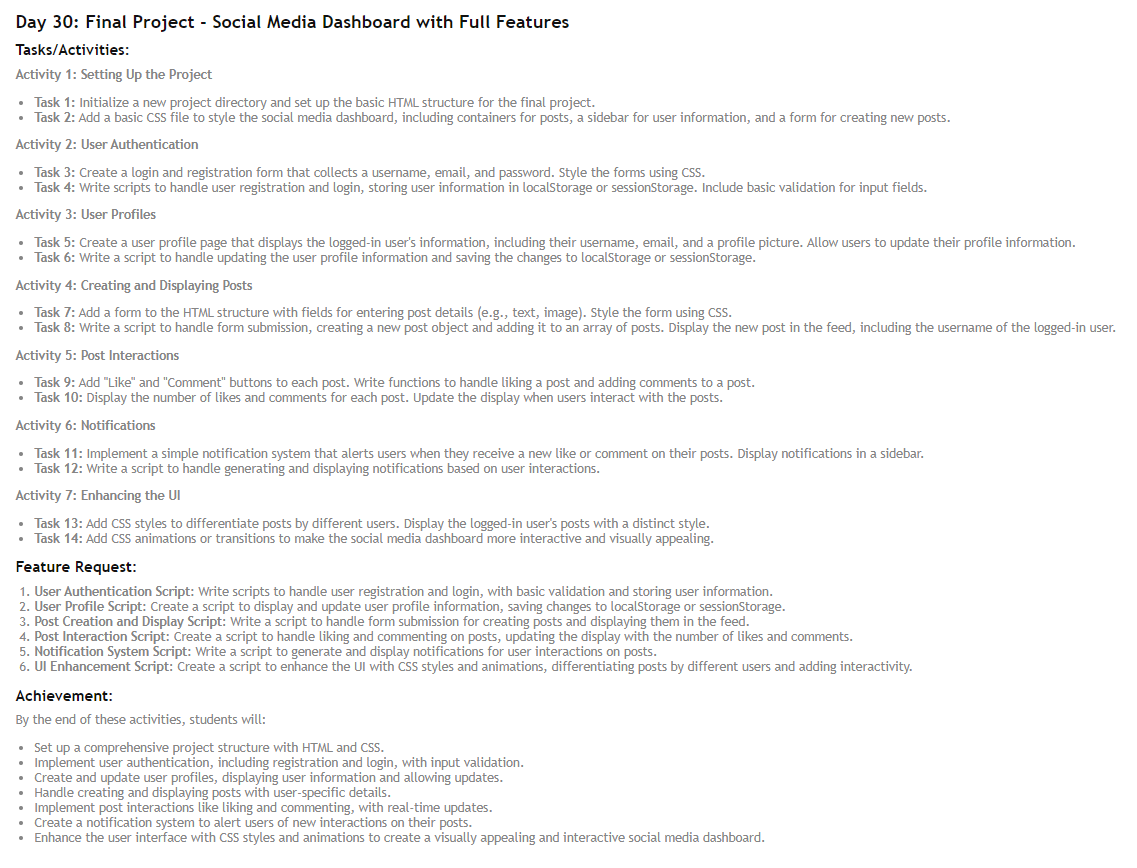 Day 30: Final Project - Social Media Dashboard with Full Features
Tasks/Activities:
Activity 1: Setting Up the Project
• Task 1: Initialize a new project directory and set up the basic HTML structure for the final project.
• Task 2: Add a basic CSS file to style the social media dashboard, including containers for posts, a sidebar for user information, and a form for creating new posts.
Activity 2: User Authentication
• Task 3: Create a login and registration form that collects a username, email, and password. Style the forms using CSS.
• Task 4: Write scripts to handle user registration and login, storing user information in localStorage or sessionStorage. Include basic validation for input fields.
Activity 3: User Profiles
• Task 5: Create a user profile page that displays the logged-in user's information, including their username, email, and a profile picture. Allow users to update their profile information.
• Task 6: Write a script to handle updating the user profile information and saving the changes to localStorage or sessionStorage.
Activity 4: Creating and Displaying Posts
• Task 7: Add a form to the HTML structure with fields for entering post details (e.g., text, image). Style the form using CSS.
• Task 8: Write a script to handle form submission, creating a new post object and adding it to an array of posts. Display the new post in the feed, including the username of the logged-in user.
Activity 5: Post Interactions
• Task 9: Add "Like" and "Comment" buttons to each post. Write functions to handle liking a post and adding comments to a post.
• Task 10: Display the number of likes and comments for each post. Update the display when users interact with the posts.
Activity 6: Notifications
• Task 11: Implement a simple notification system that alerts users when they receive a new like or comment on their posts. Display notifications in a sidebar.
• Task 12: Write a script to handle generating and displaying notifications based on user interactions.
Activity 7: Enhancing the UI
• Task 13: Add CSS styles to differentiate posts by different users. Display the logged-in user's posts with a distinct style.
• Task 14: Add CSS animations or transitions to make the social media dashboard more interactive and visually appealing.
Feature Request:
1. User Authentication Script: Write scripts to handle user registration and login, with basic validation and storing user information.
2. User Profile Script: Create a script to display and update user profile information, saving changes to localStorage or sessionStorage.
3. Post Creation and Display Script: Write a script to handle form submission for creating posts and displaying them in the feed.
4. Post Interaction Script: Create a script to handle liking and commenting on posts, updating the display with the number of likes and comments.
5. Notification System Script: Write a script to generate and display notifications for user interactions on posts.
6. UI Enhancement Script: Create a script to enhance the UI with CSS styles and animations, differentiating posts by different users and adding interactivity.
Achievement:
By the end of these activities, students will:
• Set up a comprehensive project structure with HTML and CSS.
• Implement user authentication, including registration and login, with input validation.
• Create and update user profiles, displaying user information and allowing updates.
• Handle creating and displaying posts with user-specific details.
• Implement post interactions like liking and commenting, with real-time updates.
• Create a notification system to alert users of new interactions on their posts.
• Enhance the user interface with CSS styles and animations to create a visually appealing and interactive social media dashboard.